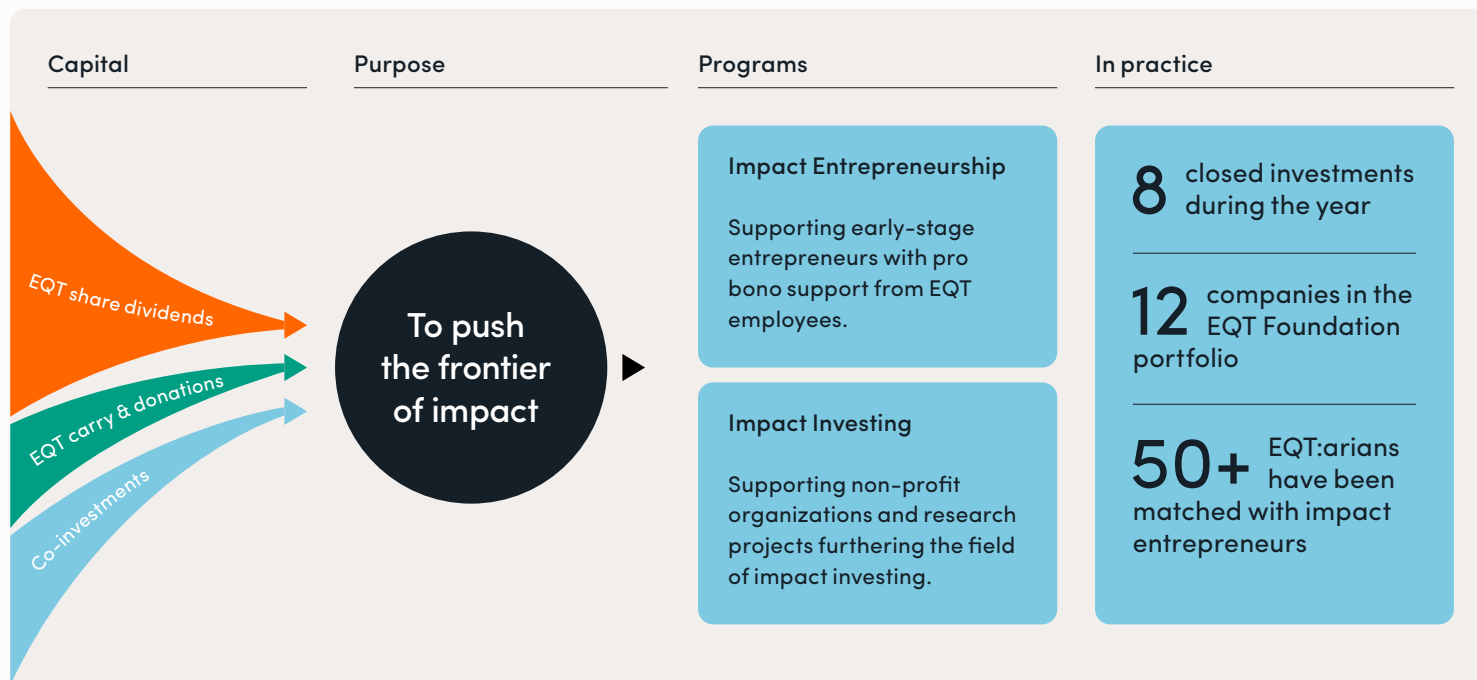 Capital
EQT share dividends
EQT carry & donations
Co-investments
Purpose
To push
the frontier
of impact
Programs
Impact Entrepreneurship
Supporting early-stage
entrepreneurs with pro
bono support from EQT
employees.
Impact Investing
Supporting non-profit
organizations and research
projects furthering the field
of impact investing.
In practice
8 closed investments
during the year
12 companies in the
EQT Foundation
portfolio
50+ EQT:arians
have been
matched with impact
entrepreneurs